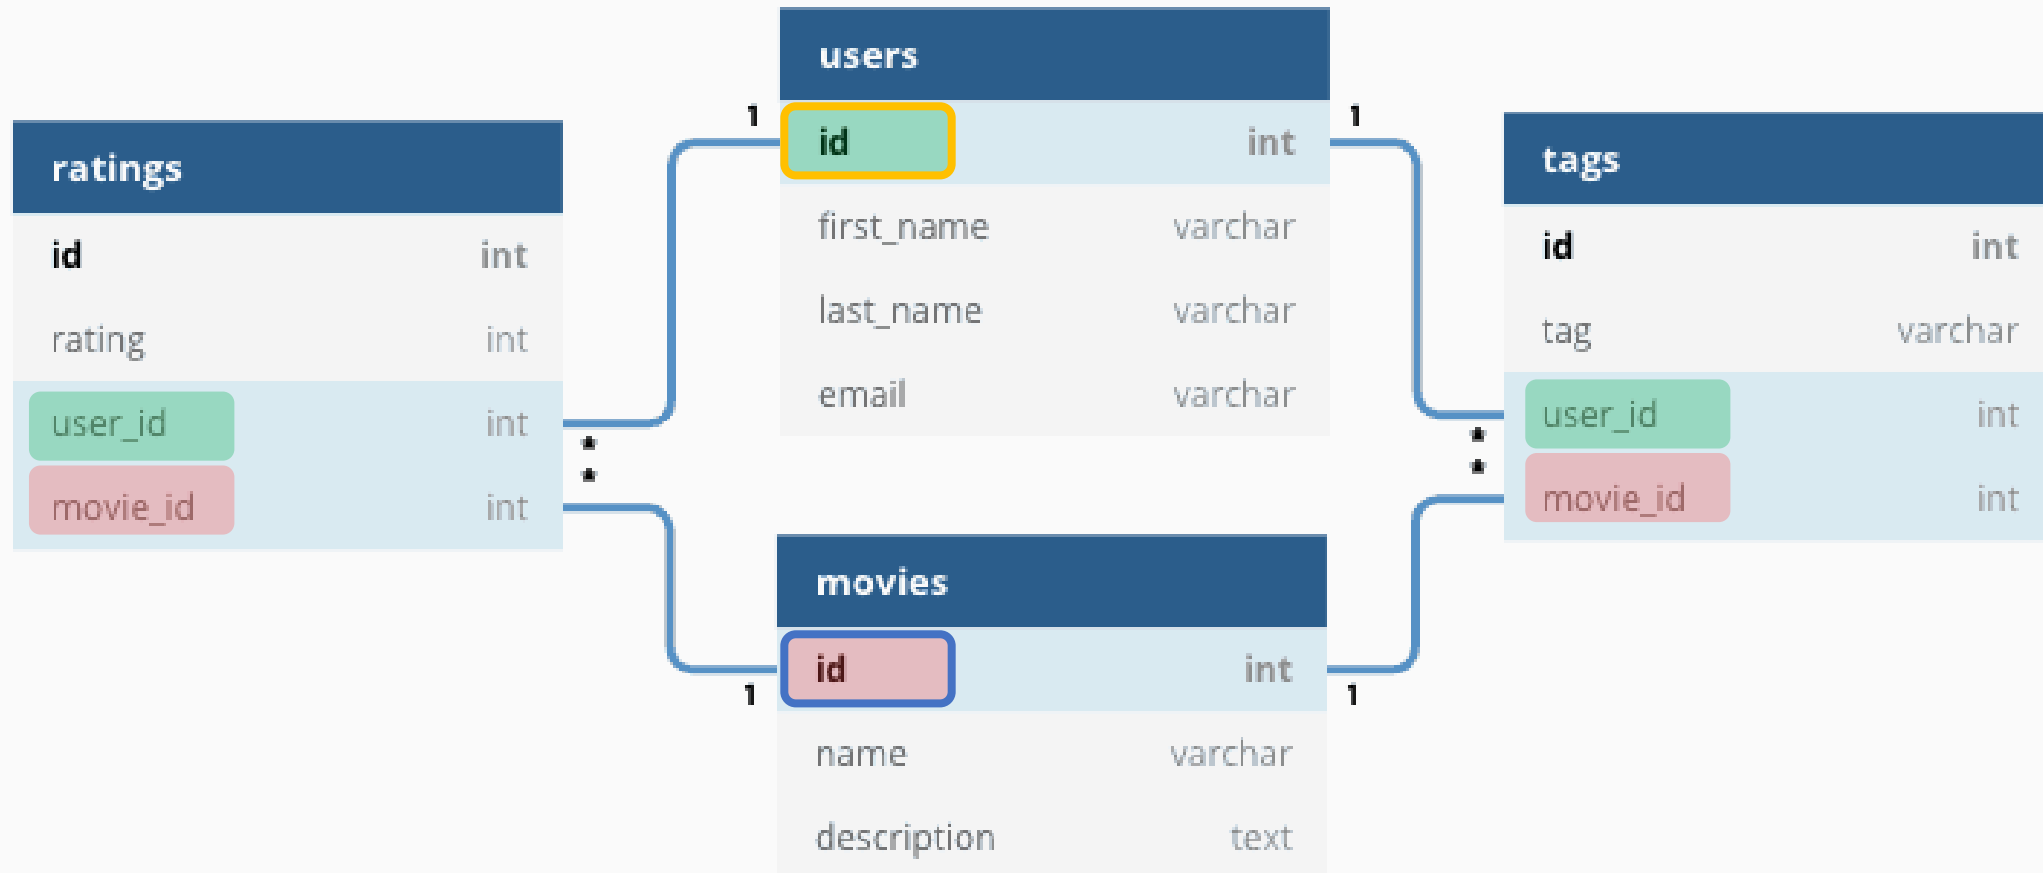 ratings
id int
rating int
user_id int
movie_id int
*
*
users
1 id int 1
first_name varchar
last_name varchar
email varchar
movies
1 id int 1
name varchar
description text
tags
id int
tag varchar
user_id int
movie_id int
*
*